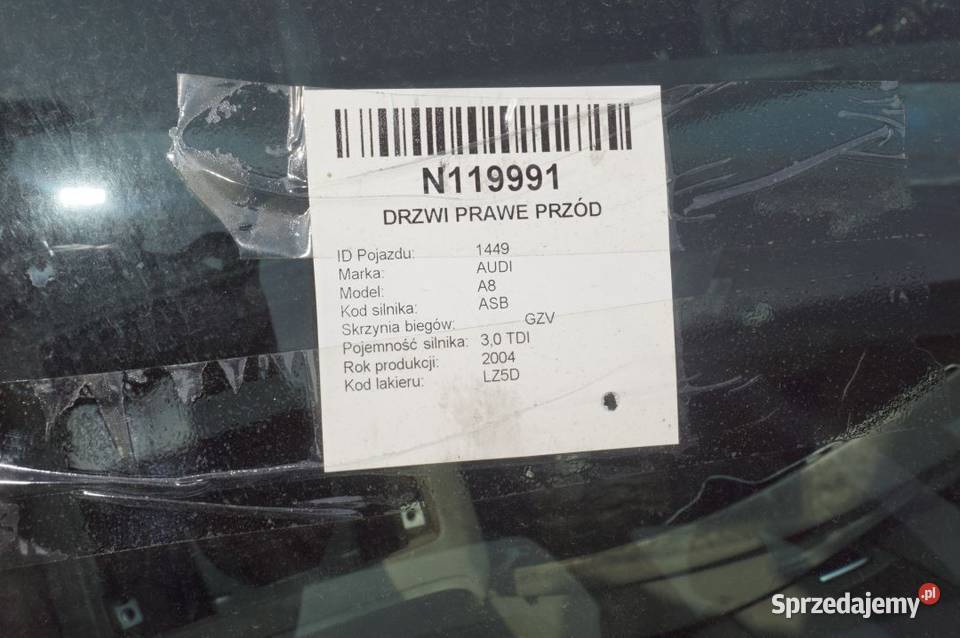 N119991
DRZWI PRAWE PRZÓD
ID Pojazdu: 1449
Marka: AUDI
Model: A8
Kod silnika: ASB
Skrzynia biegów: GZV
Pojemność silnika: 3,0 TDI
Rok produkcji: 2004
Kod lakieru: LZ5D
Sprzedajemy.pl